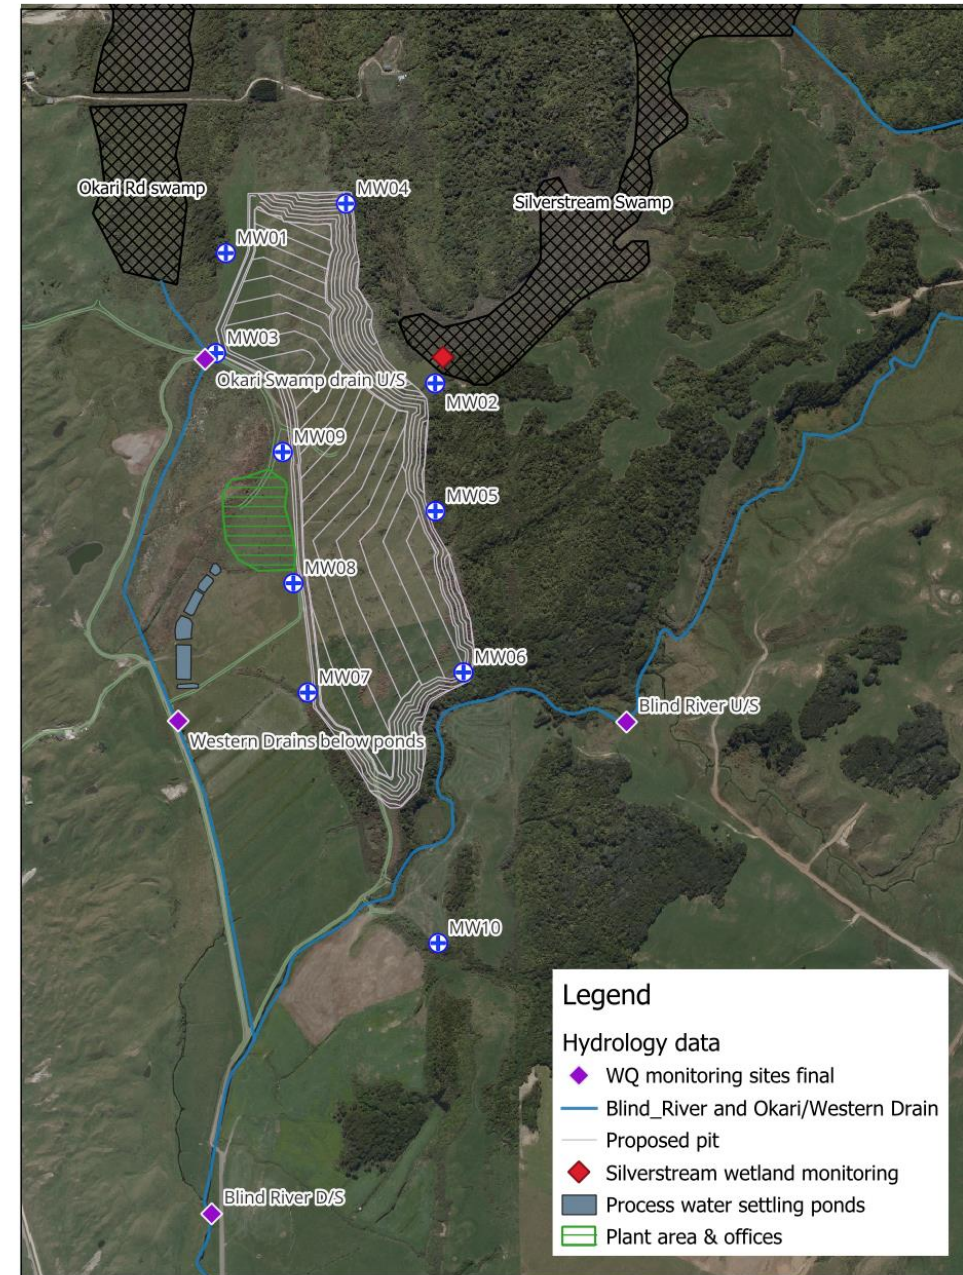 MW04
Okari Rd swamp
Silverstream Swamp
MW01
MW03
Okari Swamp drain U/S
MW02
MW09
MW05
MW08
MW06
MW07
Blind River U/S
Western Drains below ponds
MW10
Blind River D/S
Legend
Hydrology data
WQ monitoring sites final
Blind_River and Okari/Western Drain
Proposed pit
Silverstream wetland monitoring
Process water settling ponds
Plant area & offices